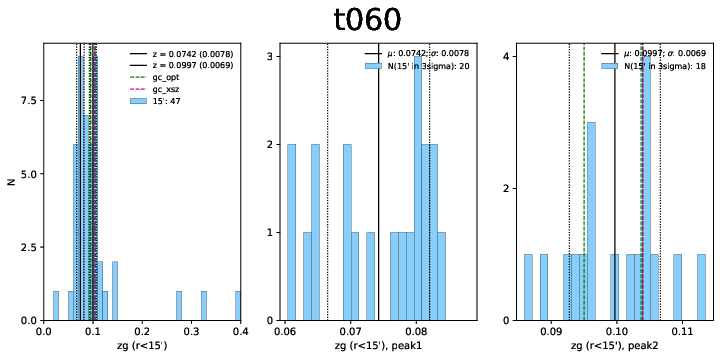 t060
z = 0.0742 (0.0078)
z = 0.0997 (0.0069)
gc_opt
gc_xsz
15': 47
N
7.5
5.0
2.5
0.0
0.0 0.1 0.2 0.3 0.4
zg (r<15')
μ: 0.0742; σ: 0.0078
N(15' in 3sigma): 20
3
2
1
0
0.06 0.07 0.08
zg (r<15'), peak1
μ: 0.0997; σ: 0.0069
N(15' in 3sigma): 18
4
2
0
0.09 0.10 0.11
zg (r<15'), peak2